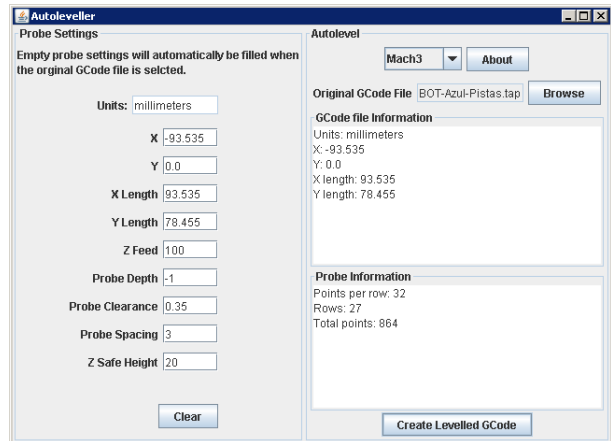 Autoleveller
Probe Settings
Empty probe settings will automatically be filled when
the orginal GCode file is selcted.
Units: millimeters
X -93.535
Y 0.0
X Length 93.535
Y Length 78.455
Z Feed 100
Probe Depth -1
Probe Clearance 0.35
Probe Spacing 3
Z Safe Height 20
Clear
Autolevel
Mach3 About
Original GCode File BOT-Azul-Pistas.tap Browse
GCode file Information
Units: millimeters
X: -93.535
Y: 0.0
X length: 93.535
Y length: 78.455
Probe Information
Points per row: 32
Rows: 27
Total points: 864
Create Levelled GCode